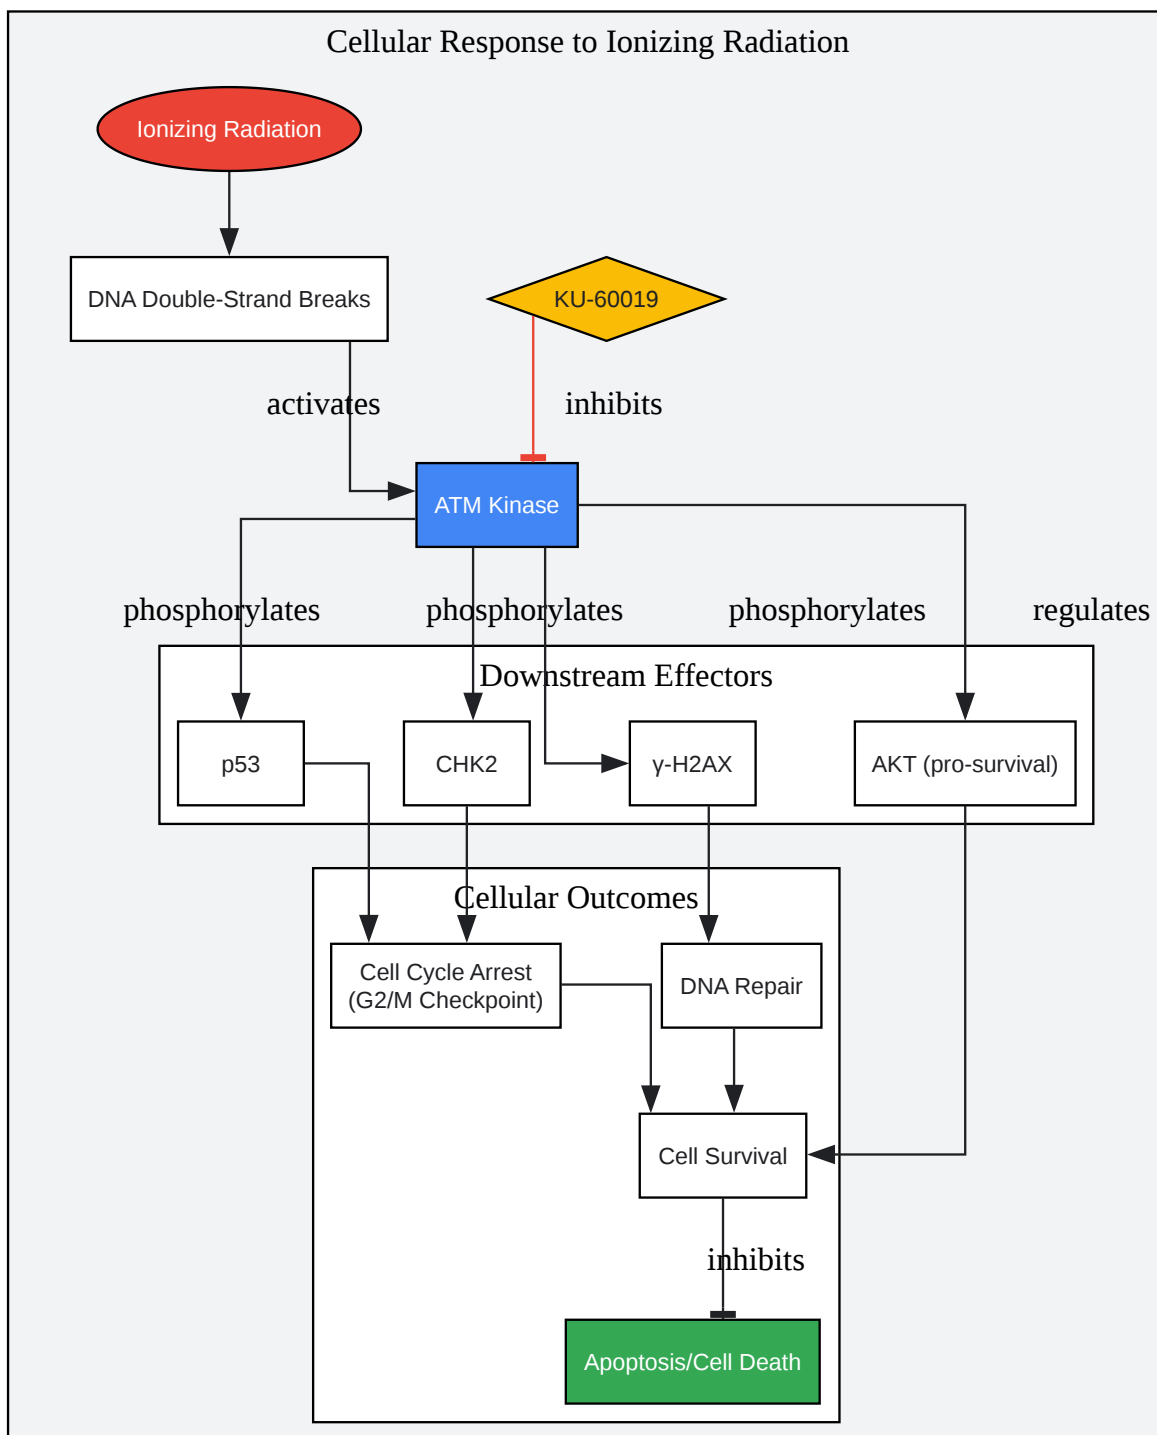 Cellular Response to Ionizing Radiation
Ionizing Radiation
DNA Double-Strand Breaks
KU-60019
activates
inhibits
ATM Kinase
phosphorylates
phosphorylates
phosphorylates
regulates
Downstream Effectors
p53
CHK2
γ-H2AX
AKT (pro-survival)
Cellular Outcomes
Cell Cycle Arrest
(G2/M Checkpoint)
DNA Repair
Cell Survival
inhibits
Apoptosis/Cell Death